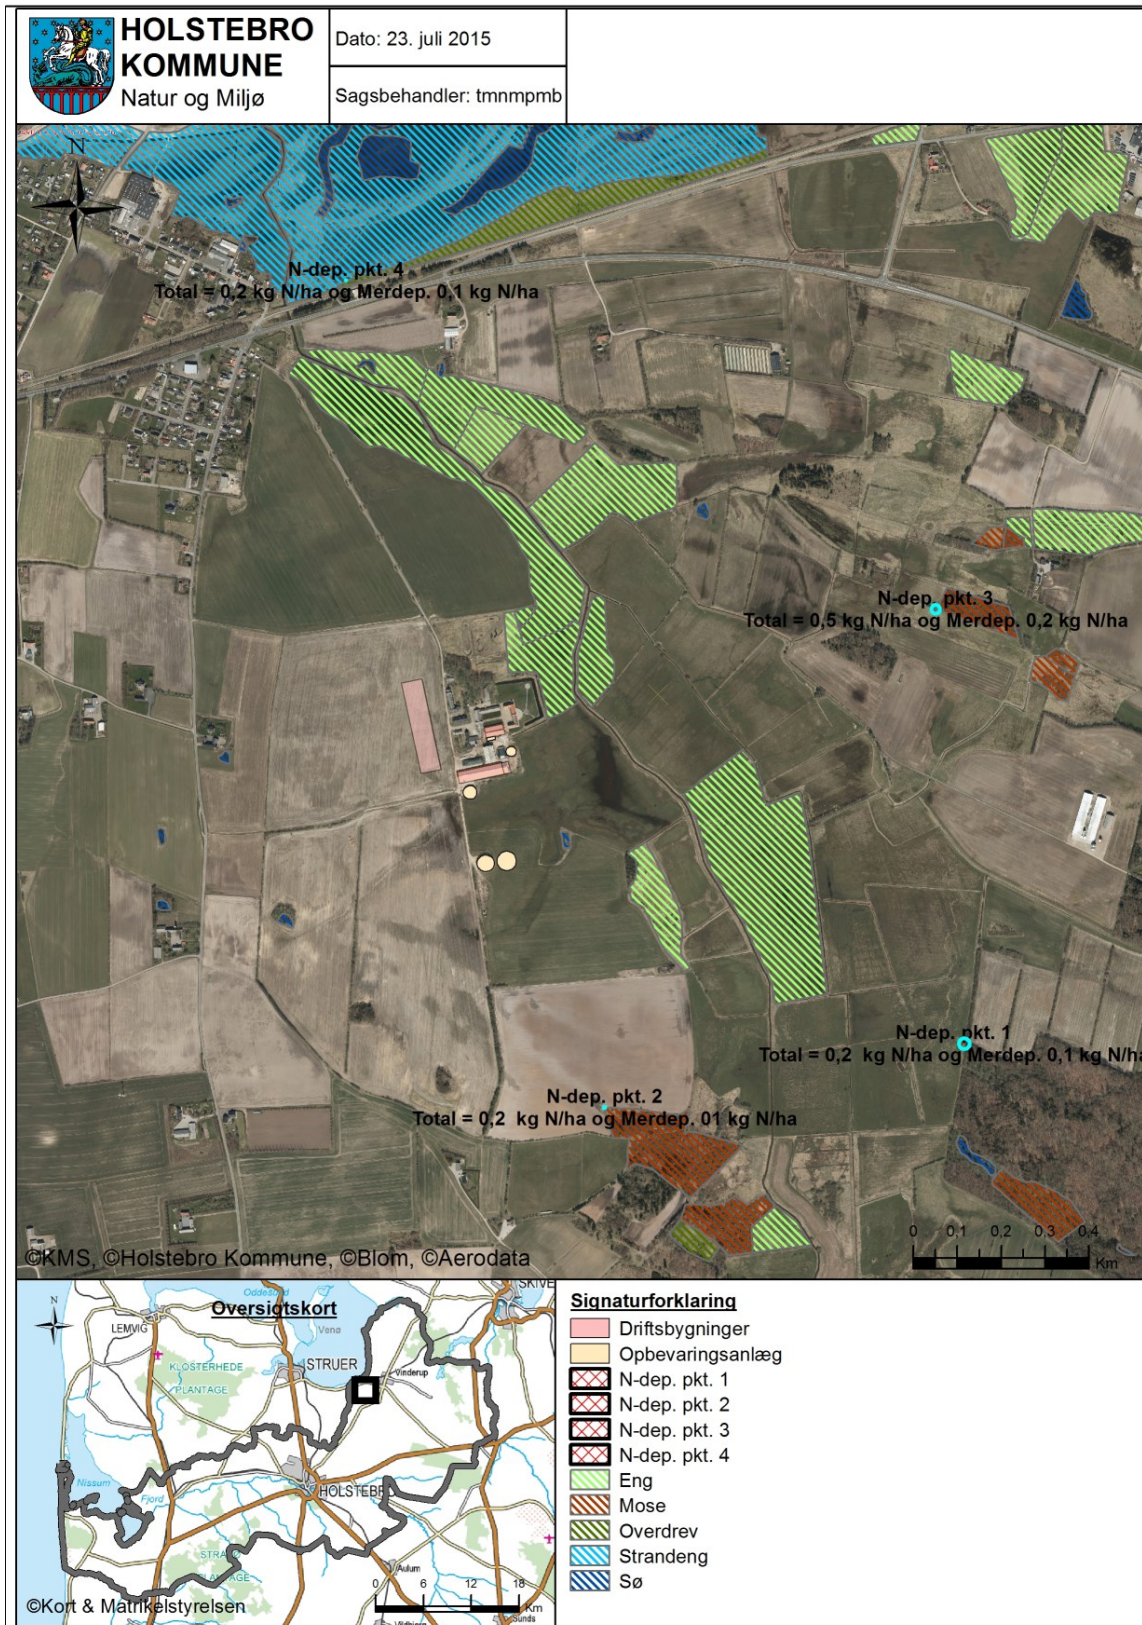 HOLSTEBRO
KOMMUNE
Natur og Miljø
Dato: 23. juli 2015
Sagsbehandler: tmnmpmb
N
N-dep. pkt. 4
Total = 0,2 kg N/ha og Merdep. 0,1 kg N/ha
N-dep. pkt. 3
Total = 0,5 kg N/ha og Merdep. 0,2 kg N/ha
N-dep. pkt. 1
Total = 0,2 kg N/ha og Merdep. 0,1 kg N/ha
N-dep. pkt. 2
Total = 0,2 kg N/ha og Merdep. 01 kg N/ha
0 0,1 0,2 0,3 0,4
Km
©KMS, ©Holstebro Kommune, ©Blom, ©Aerodata
Oversigtskort
N
Oddesund
SKIVE
LEMVIG
Venø
KLOSTERHEDE
PLANTAGE
STRUER
Vinderup
Nissum
Fjord
HOLSTEBR
STRA
PLANTAGE
Aulum
0 6 12 18
Km
Sunds
Vildbjerg
©Kort & Matrikelstyrelsen
Signaturforklaring
Driftsbygninger
Opbevaringsanlæg
N-dep. pkt. 1
N-dep. pkt. 2
N-dep. pkt. 3
N-dep. pkt. 4
Eng
Mose
Overdrev
Strandeng
Sø